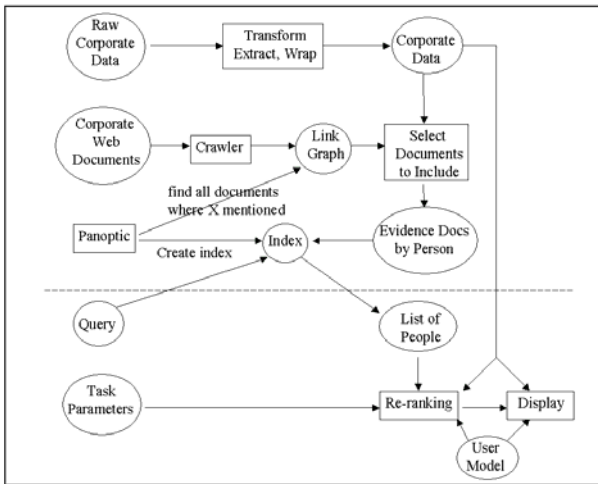 Raw
Corporate
Data
Transform
Extract, Wrap
Corporate
Data
Corporate
Web
Documents
Crawler
Link
Graph
Select
Documents
to Include
find all documents
where X mentioned
Panoptic
Create index
Index
Evidence Docs
by Person
Query
List of
People
Task
Parameters
Re-ranking
Display
User
Model